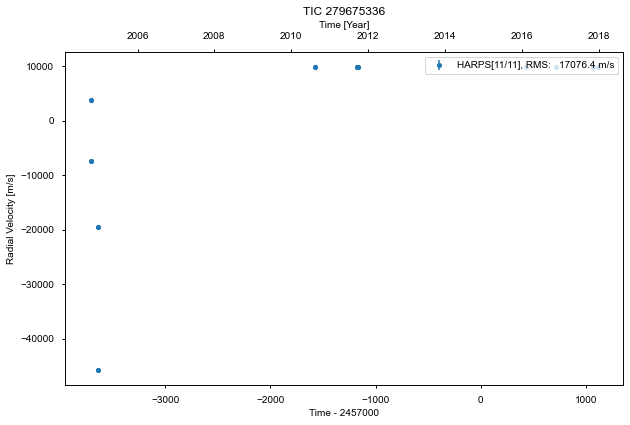 TIC 279675336
Time [Year]
2006 2008 2010 2012 2014 2016 2018
HARPS[11/11], RMS: 17076.4 m/s
Radial Velocity [m/s]
10000
0
−10000
−20000
−30000
−40000
−3000 −2000 −1000 0 1000
Time - 2457000